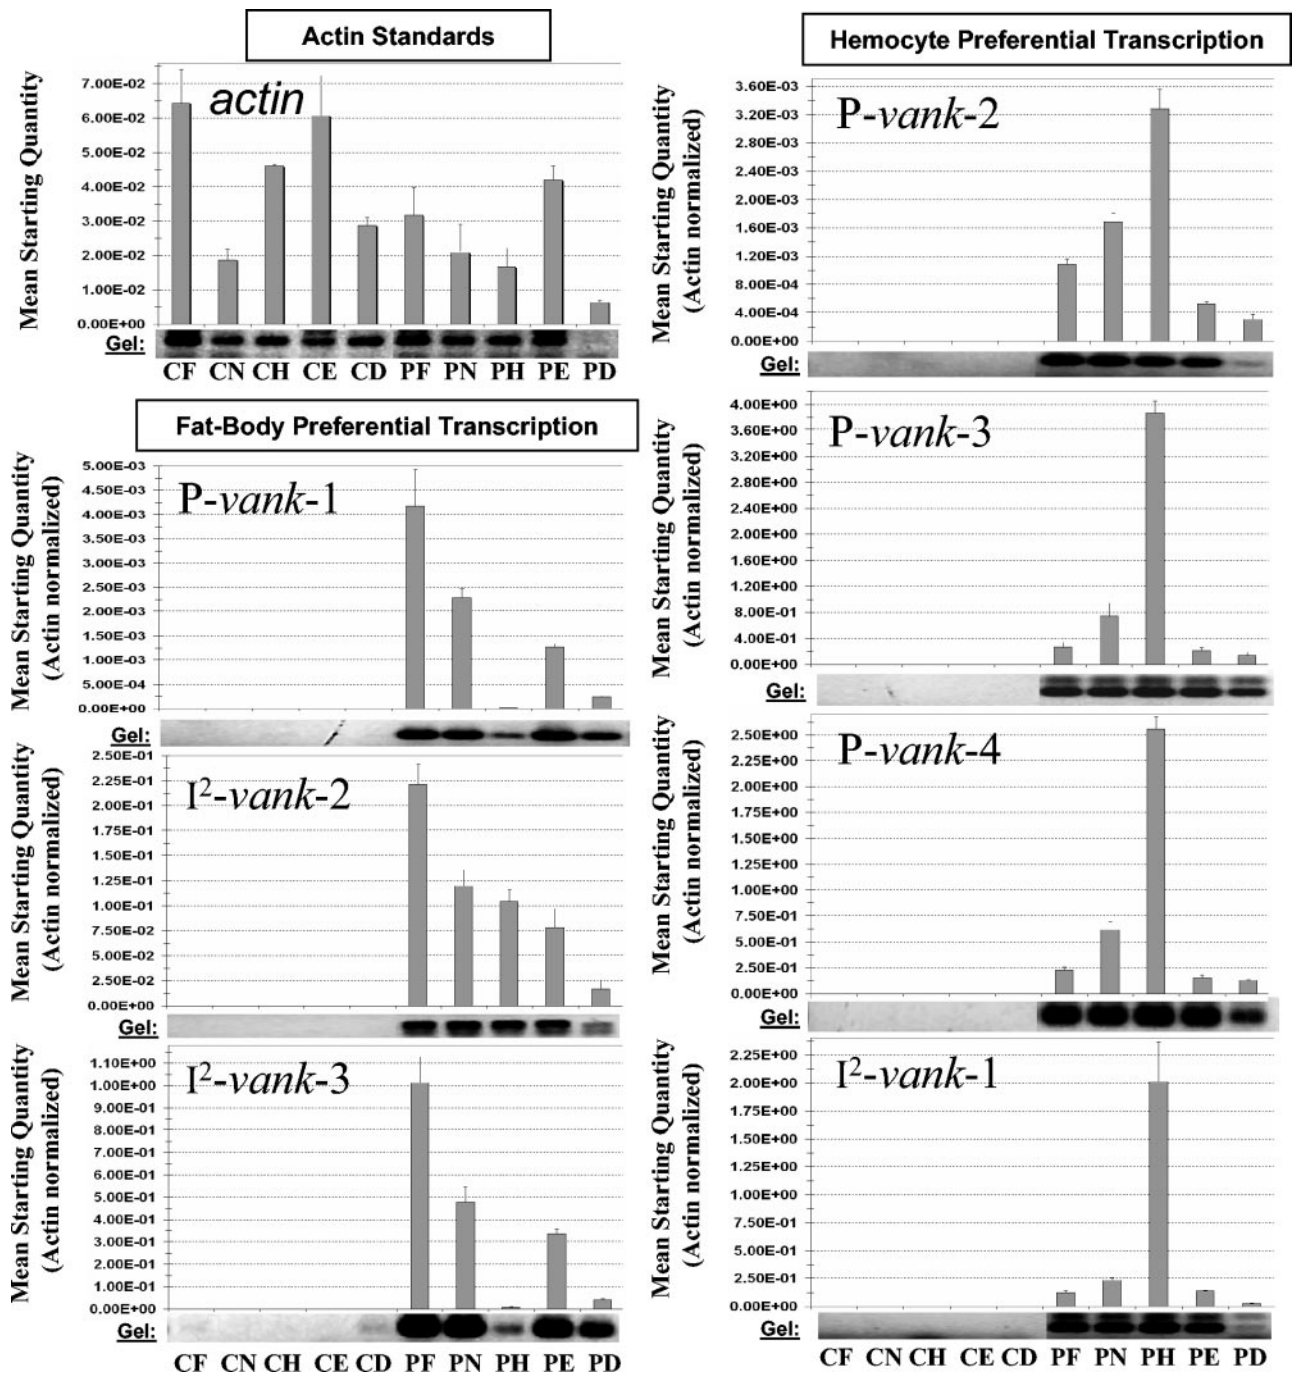 Actin Standards
Mean Starting Quantity
actin
7.00E-02
6.00E-02
5.00E-02
4.00E-02
3.00E-02
2.00E-02
1.00E-02
0.00E+00
Gel:
CF CN CH CE CD PF PN PH PE PD
Fat-Body Preferential Transcription
Mean Starting Quantity
(Actin normalized)
P-vank-1
5.00E-03
4.50E-03
4.00E-03
3.50E-03
3.00E-03
2.50E-03
2.00E-03
1.50E-03
1.00E-03
5.00E-04
0.00E+00
Gel:
Mean Starting Quantity
(Actin normalized)
I²-vank-2
2.50E-01
2.25E-01
2.00E-01
1.75E-01
1.50E-01
1.25E-01
1.00E-01
7.50E-02
5.00E-02
2.50E-02
0.00E+00
Gel:
Mean Starting Quantity
(Actin normalized)
I²-vank-3
1.10E+00
1.00E+00
9.00E-01
8.00E-01
7.00E-01
6.00E-01
5.00E-01
4.00E-01
3.00E-01
2.00E-01
1.00E-01
0.00E+00
Gel:
CF CN CH CE CD PF PN PH PE PD
Hemocyte Preferential Transcription
Mean Starting Quantity
(Actin normalized)
P-vank-2
3.60E-03
3.20E-03
2.80E-03
2.40E-03
2.00E-03
1.60E-03
1.20E-03
8.00E-04
4.00E-04
0.00E+00
Gel:
Mean Starting Quantity
(Actin normalized)
P-vank-3
4.00E+00
3.60E+00
3.20E+00
2.80E+00
2.40E+00
2.00E+00
1.60E+00
1.20E+00
8.00E-01
4.00E-01
0.00E+00
Gel:
Mean Starting Quantity
(Actin normalized)
P-vank-4
2.50E+00
2.25E+00
2.00E+00
1.75E+00
1.50E+00
1.25E+00
1.00E+00
7.50E-01
5.00E-01
2.50E-01
0.00E+00
Gel:
Mean Starting Quantity
(Actin normalized)
I²-vank-1
2.25E+00
2.00E+00
1.75E+00
1.50E+00
1.25E+00
1.00E+00
7.50E-01
5.00E-01
2.50E-01
0.00E+00
Gel:
CF CN CH CE CD PF PN PH PE PD